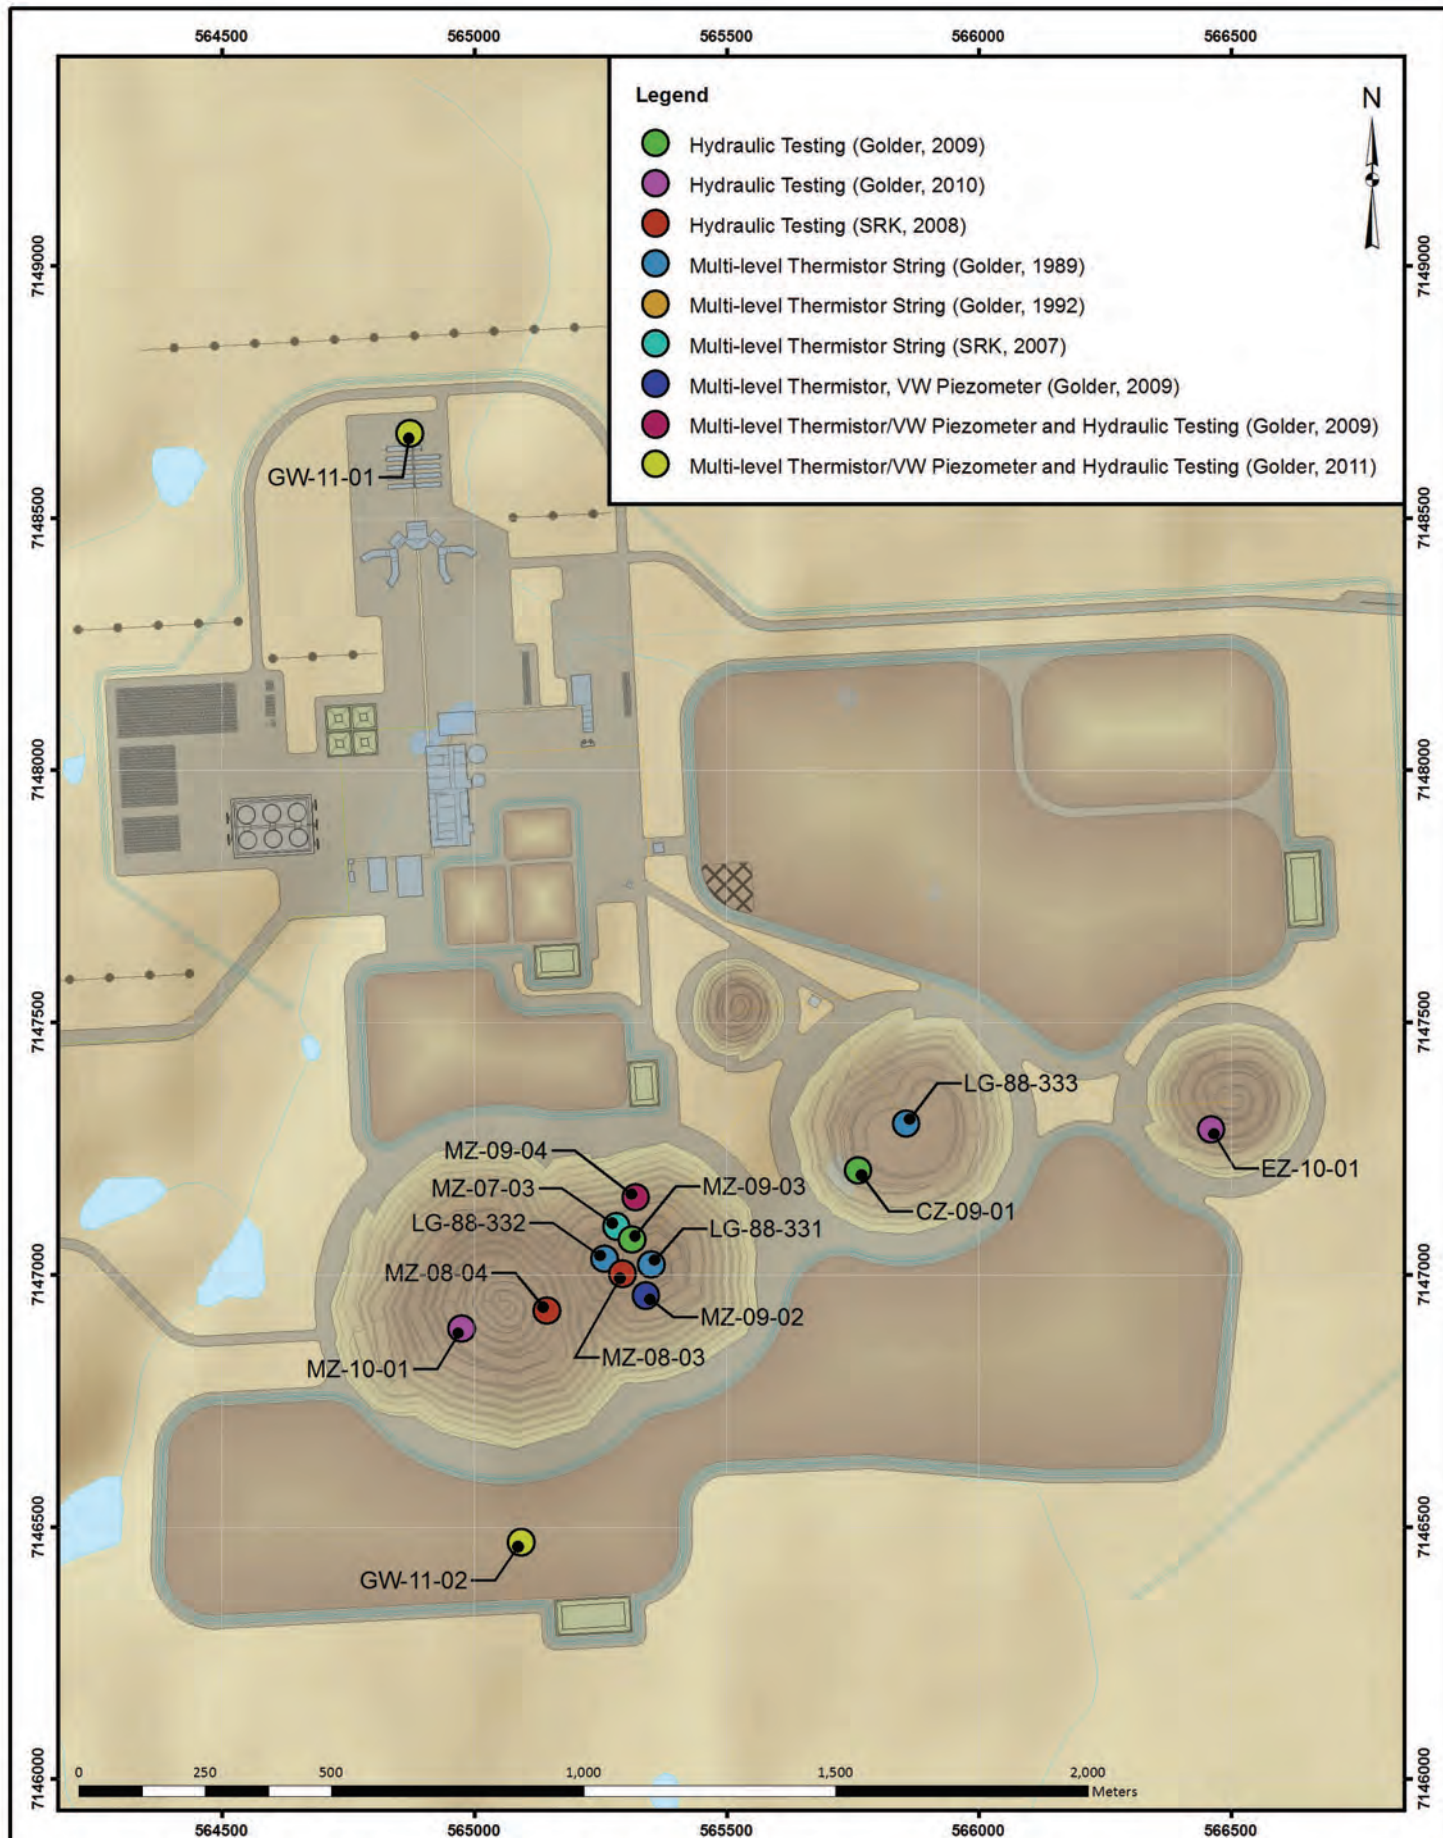 564500 565000 565500 566000 566500
Legend
N
Hydraulic Testing (Golder, 2009)
Hydraulic Testing (Golder, 2010)
Hydraulic Testing (SRK, 2008)
Multi-level Thermistor String (Golder, 1989)
Multi-level Thermistor String (Golder, 1992)
Multi-level Thermistor String (SRK, 2007)
Multi-level Thermistor, VW Piezometer (Golder, 2009)
Multi-level Thermistor/VW Piezometer and Hydraulic Testing (Golder, 2009)
Multi-level Thermistor/VW Piezometer and Hydraulic Testing (Golder, 2011)
7149000 7149000
GW-11-01
7148500 7148500
7148000 7148000
7147500 7147500
LG-88-333
MZ-09-04
EZ-10-01
MZ-07-03 MZ-09-03
CZ-09-01
LG-88-332 LG-88-331
MZ-08-04
7147000 7147000
MZ-09-02
MZ-08-03
MZ-10-01
7146500 7146500
GW-11-02
7146000 7146000
0 250 500 1,000 1,500 2,000
Meters
564500 565000 565500 566000 566500